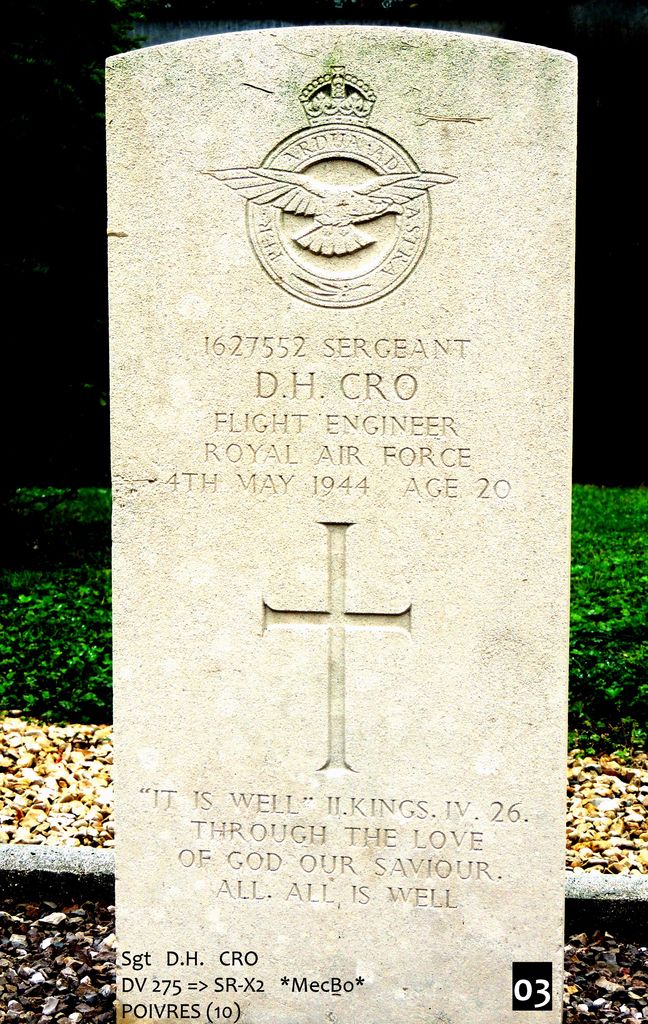 PER ARDUA AD ASTRA
1627552 SERGEANT
D.H. CRO
FLIGHT ENGINEER
ROYAL AIR FORCE
4TH MAY 1944 AGE 20
"IT IS WELL" II.KINGS. IV. 26.
THROUGH THE LOVE
OF GOD OUR SAVIOUR.
ALL. ALL, IS WELL
Sgt D.H. CRO
DV 275 => SR-X2 *MecBo*
POIVRES (10)
03